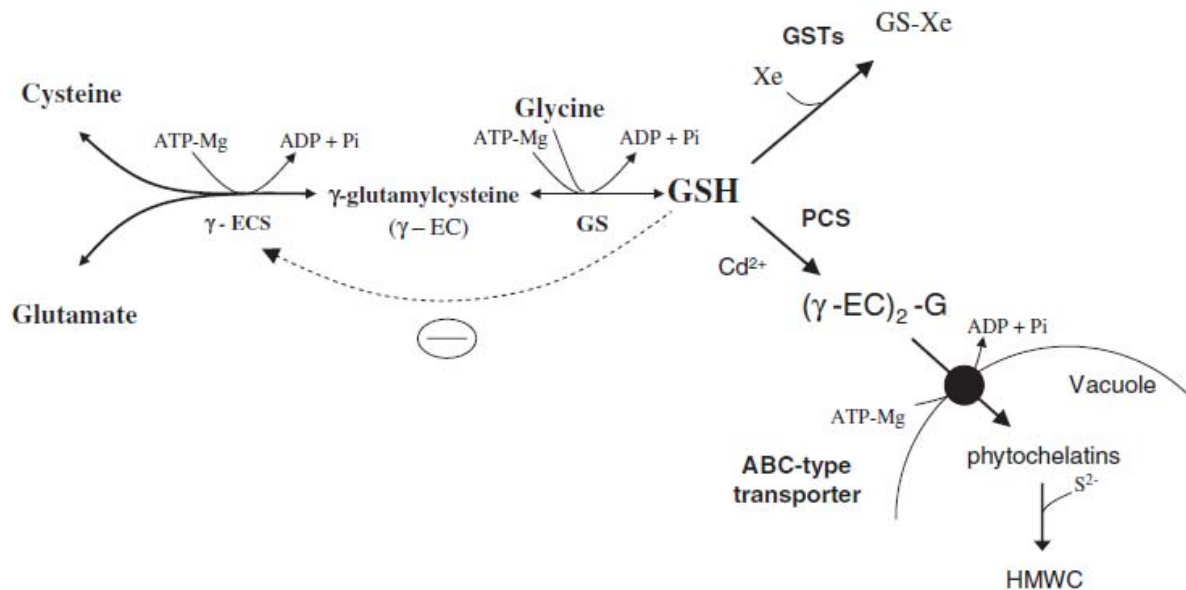 GS-Xe
GSTs
Xe
Cysteine
Glycine
ATP-Mg
ADP + Pi
ATP-Mg
ADP + Pi
γ-glutamylcysteine
GSH
γ - ECS
(γ – EC)
GS
PCS
Cd²⁺
Glutamate
(γ -EC)₂ -G
ADP + Pi
Vacuole
ATP-Mg
phytochelatins
ABC-type
transporter
S²⁻
HMWC